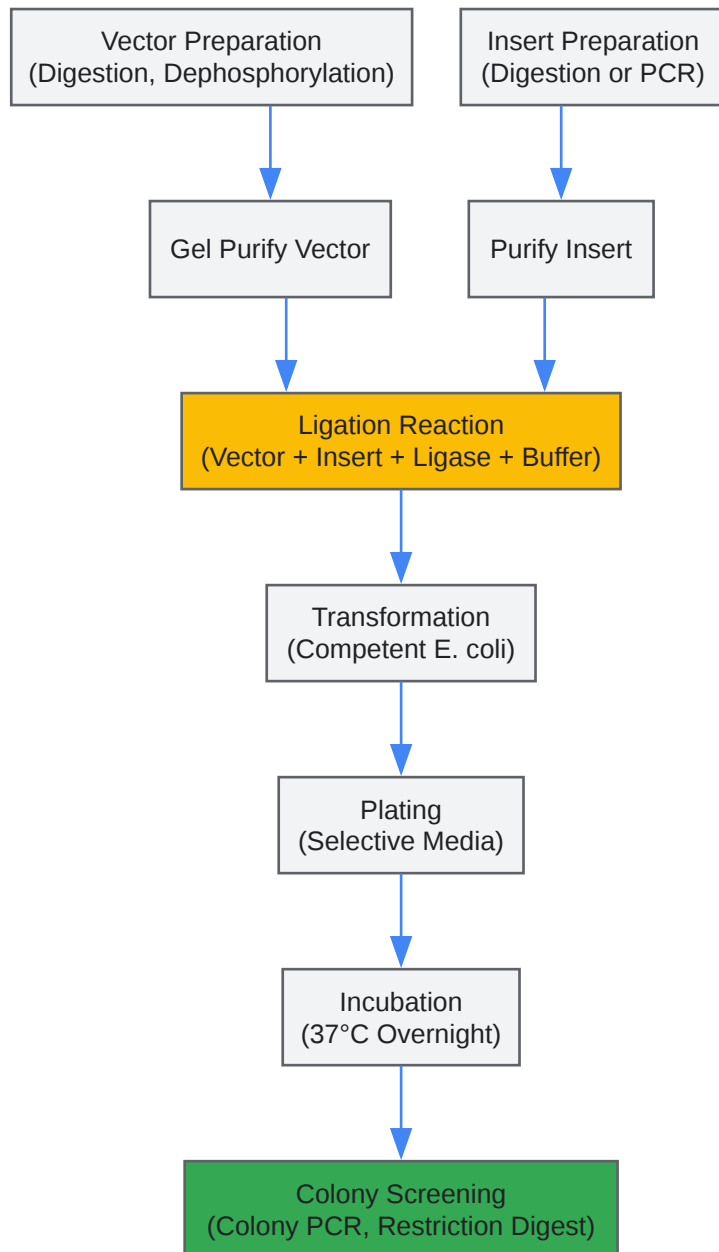 Vector Preparation
(Digestion, Dephosphorylation)
Insert Preparation
(Digestion or PCR)
Gel Purify Vector
Purify Insert
Ligation Reaction
(Vector + Insert + Ligase + Buffer)
Transformation
(Competent E. coli)
Plating
(Selective Media)
Incubation
(37°C Overnight)
Colony Screening
(Colony PCR, Restriction Digest)